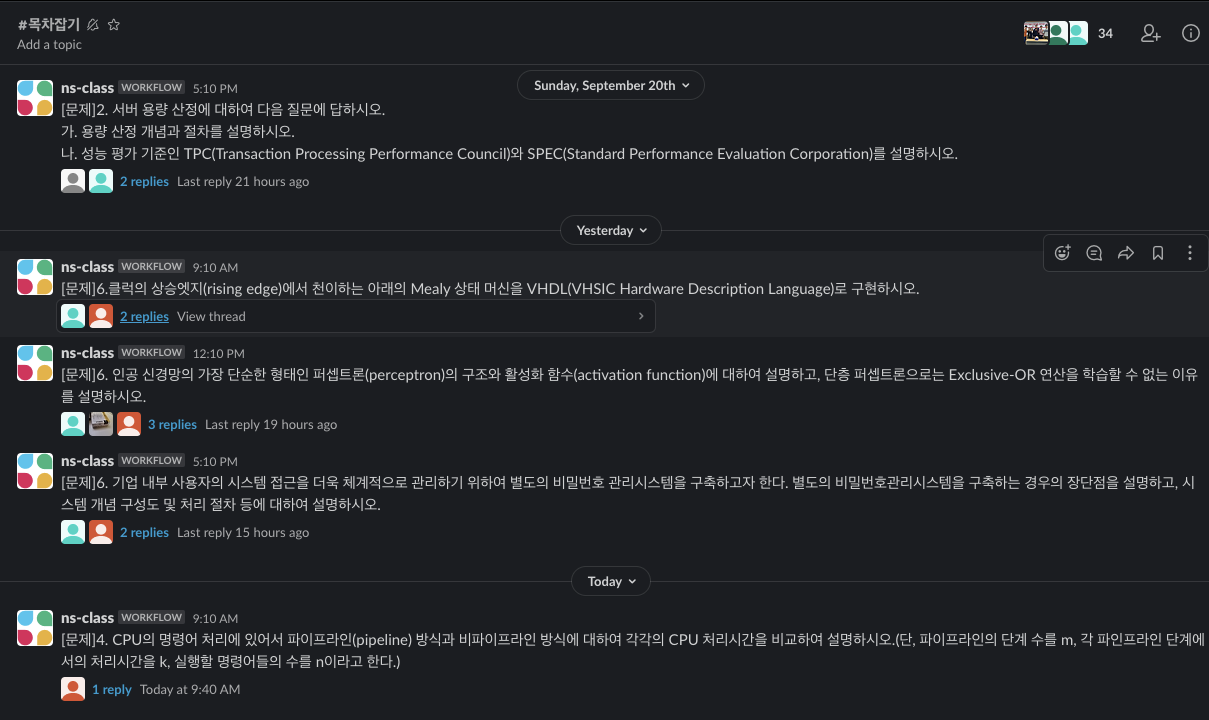 #목차잡기
Add a topic
34
Sunday, September 20th
ns-class WORKFLOW 5:10 PM
[문제]2. 서버 용량 산정에 대하여 다음 질문에 답하시오.
가. 용량 산정 개념과 절차를 설명하시오.
나. 성능 평가 기준인 TPC(Transaction Processing Performance Council)와 SPEC(Standard Performance Evaluation Corporation)를 설명하시오.
2 replies Last reply 21 hours ago
Yesterday
ns-class WORKFLOW 9:10 AM
[문제]6.클럭의 상승엣지(rising edge)에서 천이하는 아래의 Mealy 상태 머신을 VHDL(VHSIC Hardware Description Language)로 구현하시오.
2 replies View thread
ns-class WORKFLOW 12:10 PM
[문제]6. 인공 신경망의 가장 단순한 형태인 퍼셉트론(perceptron)의 구조와 활성화 함수(activation function)에 대하여 설명하고, 단층 퍼셉트론으로는 Exclusive-OR 연산을 학습할 수 없는 이유
를 설명하시오.
3 replies Last reply 19 hours ago
ns-class WORKFLOW 5:10 PM
[문제]6. 기업 내부 사용자의 시스템 접근을 더욱 체계적으로 관리하기 위하여 별도의 비밀번호 관리시스템을 구축하고자 한다. 별도의 비밀번호관리시스템을 구축하는 경우의 장단점을 설명하고, 시
스템 개념 구성도 및 처리 절차 등에 대하여 설명하시오.
2 replies Last reply 15 hours ago
Today
ns-class WORKFLOW 9:10 AM
[문제]4. CPU의 명령어 처리에 있어서 파이프라인(pipeline) 방식과 비파이프라인 방식에 대하여 각각의 CPU 처리시간을 비교하여 설명하시오.(단, 파이프라인의 단계 수를 m, 각 파인프라인 단계에
서의 처리시간을 k, 실행할 명령어들의 수를 n이라고 한다.)
1 reply Today at 9:40 AM